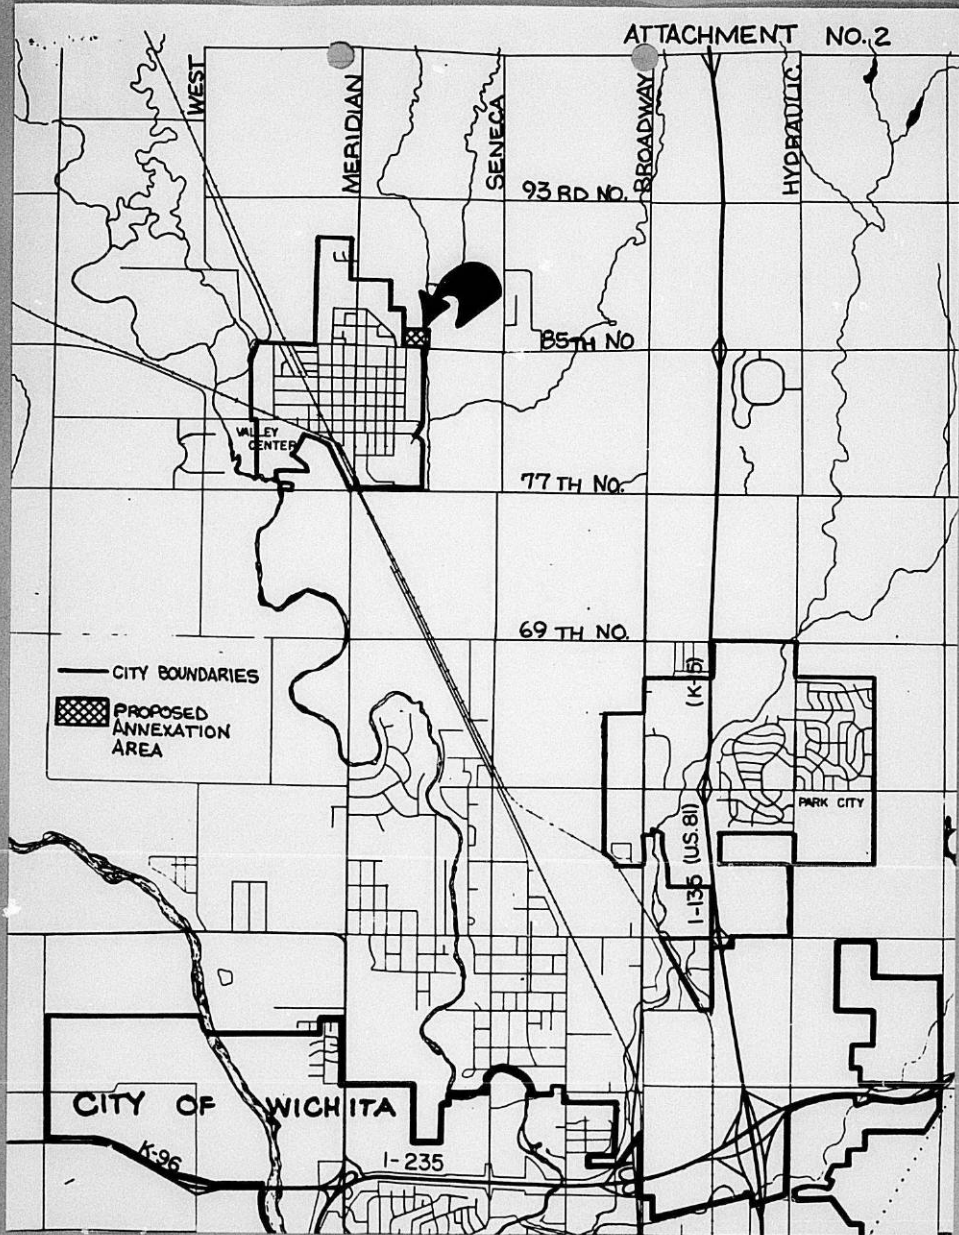 ATTACHMENT NO. 2
WEST
MERIDIAN
SENECA
BROADWAY
HYDRAULIC
93 RD NO.
85TH NO
VALLEY
CENTER
77 TH NO.
69 TH NO.
CITY BOUNDARIES
PROPOSED
ANNEXATION
AREA
(K-15)
PARK CITY
I-135 (U.S. 81)
CITY OF WICHITA
K-96
I-235